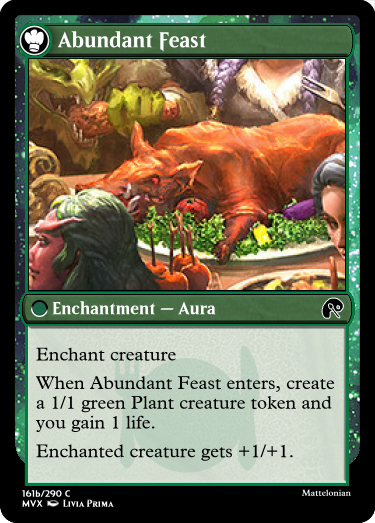 Abundant Feast
Enchantment — Aura
Enchant creature
When Abundant Feast enters, create
a 1/1 green Plant creature token and
you gain 1 life.
Enchanted creature gets +1/+1.
161b/290 C
Mattelonian
MVX Livia Prima